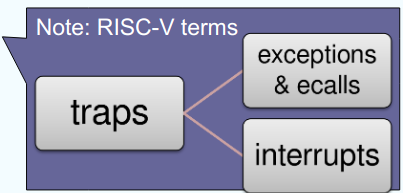 Note: RISC-V terms
exceptions
& ecalls
traps
interrupts